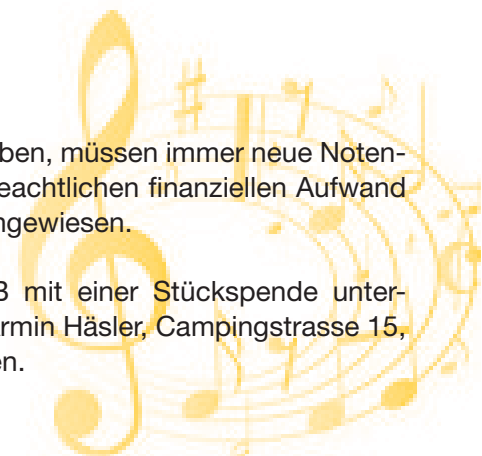 ben, müssen immer neue Noten-
eachtlichen finanziellen Aufwand
ngewiesen.
B mit einer Stückspende unter-
rmin Häsler, Campingstrasse 15,
en.